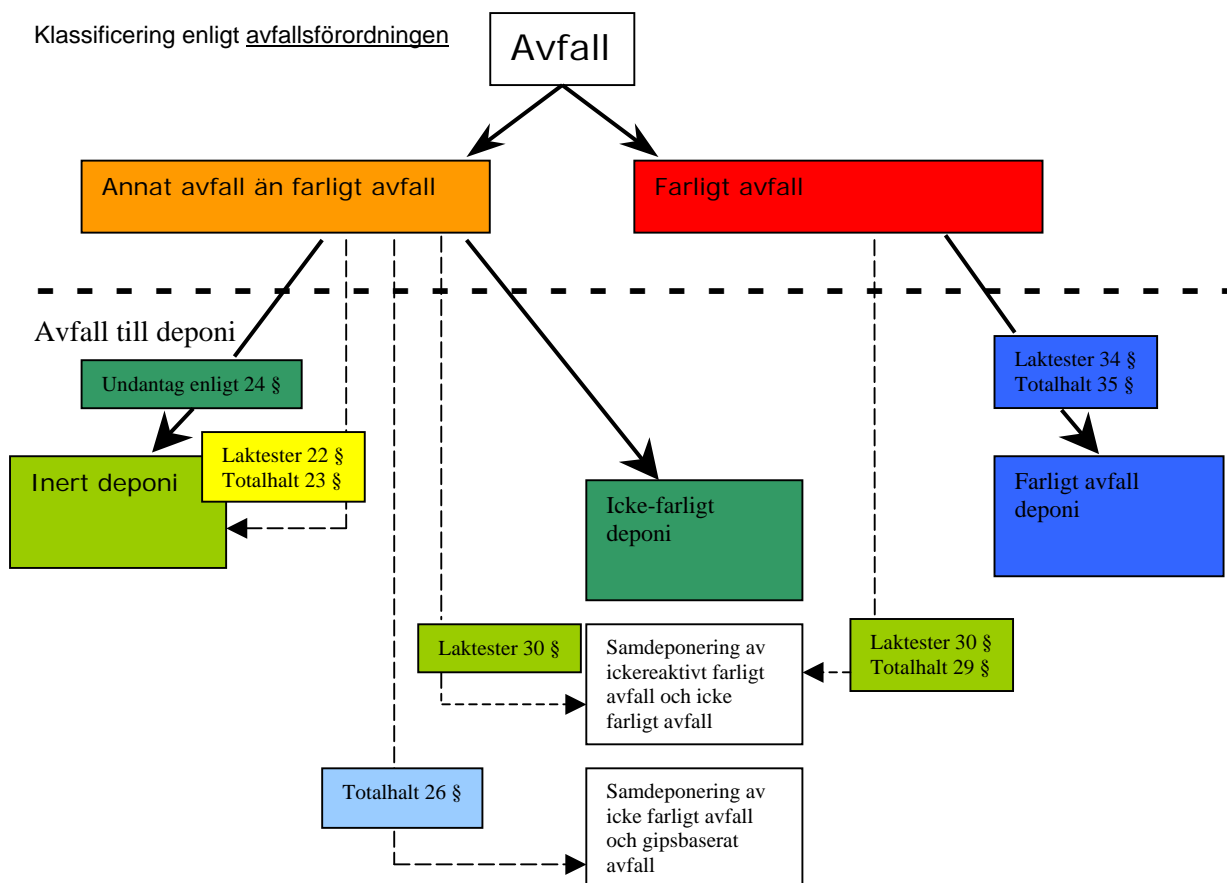 Klassificering enligt avfallsförordningen
Avfall
Annat avfall än farligt avfall
Farligt avfall
Avfall till deponi
Undantag enligt 24 §
Laktester 34 §
Totalhalt 35 §
Laktester 22 §
Totalhalt 23 §
Inert deponi
Icke-farligt
deponi
Farligt avfall
deponi
Laktester 30 §
Samdeponering av
ickereaktivt farligt
avfall och icke
farligt avfall
Laktester 30 §
Totalhalt 29 §
Totalhalt 26 §
Samdeponering av
icke farligt avfall
och gipsbaserat
avfall